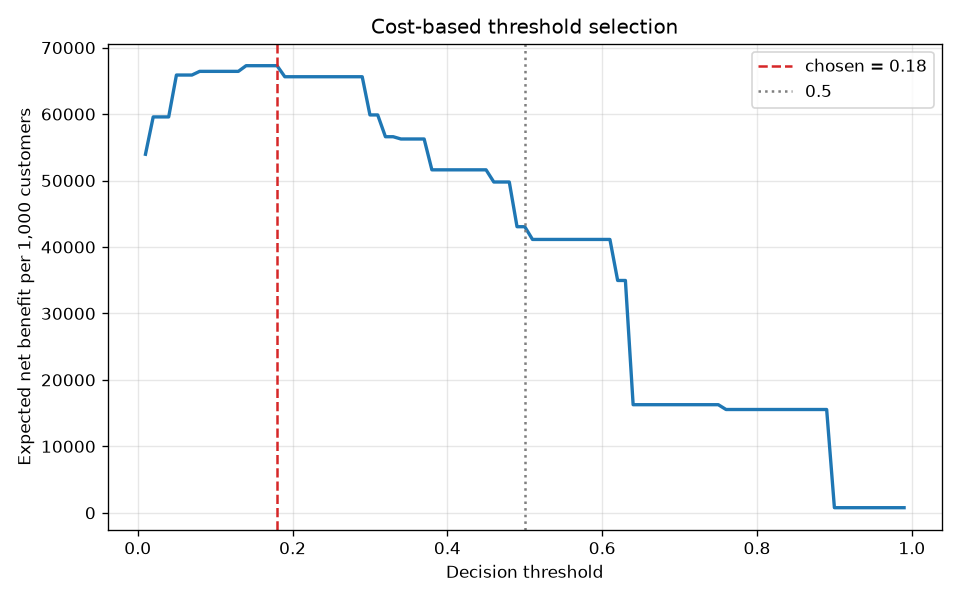 Cost-based threshold selection
70000
60000
50000
40000
30000
20000
10000
0
Expected net benefit per 1,000 customers
chosen = 0.18
0.5
0.0 0.2 0.4 0.6 0.8 1.0
Decision threshold